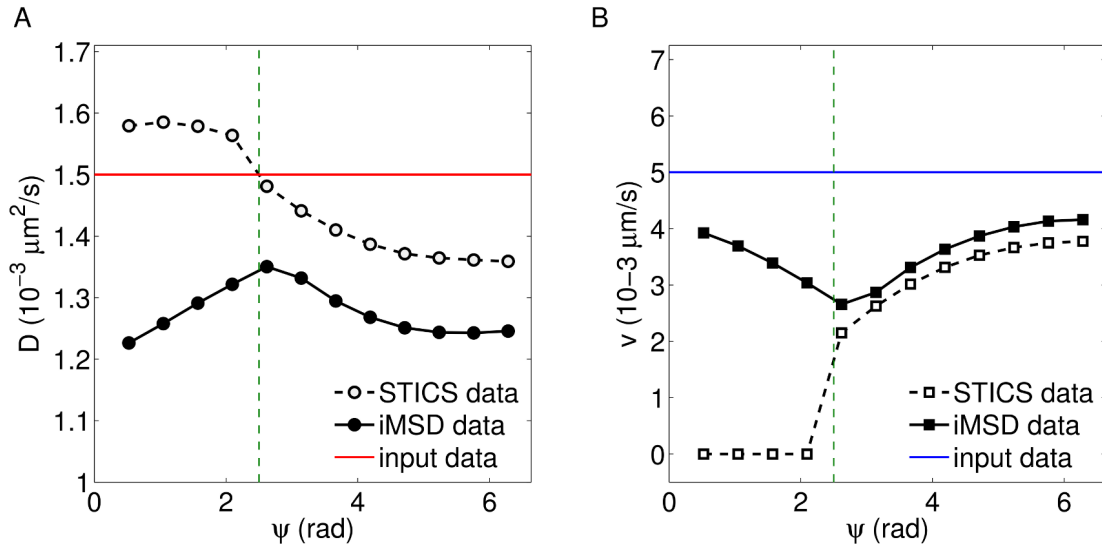 A
1.7
1.6
1.5
1.4
1.3
1.2
1.1
1
D (10⁻³ μm²/s)
0
2
4
6
ψ (rad)
STICS data
iMSD data
input data
B
7
6
5
4
3
2
1
0
v (10−3 μm/s)
0
2
4
6
ψ (rad)
STICS data
iMSD data
input data